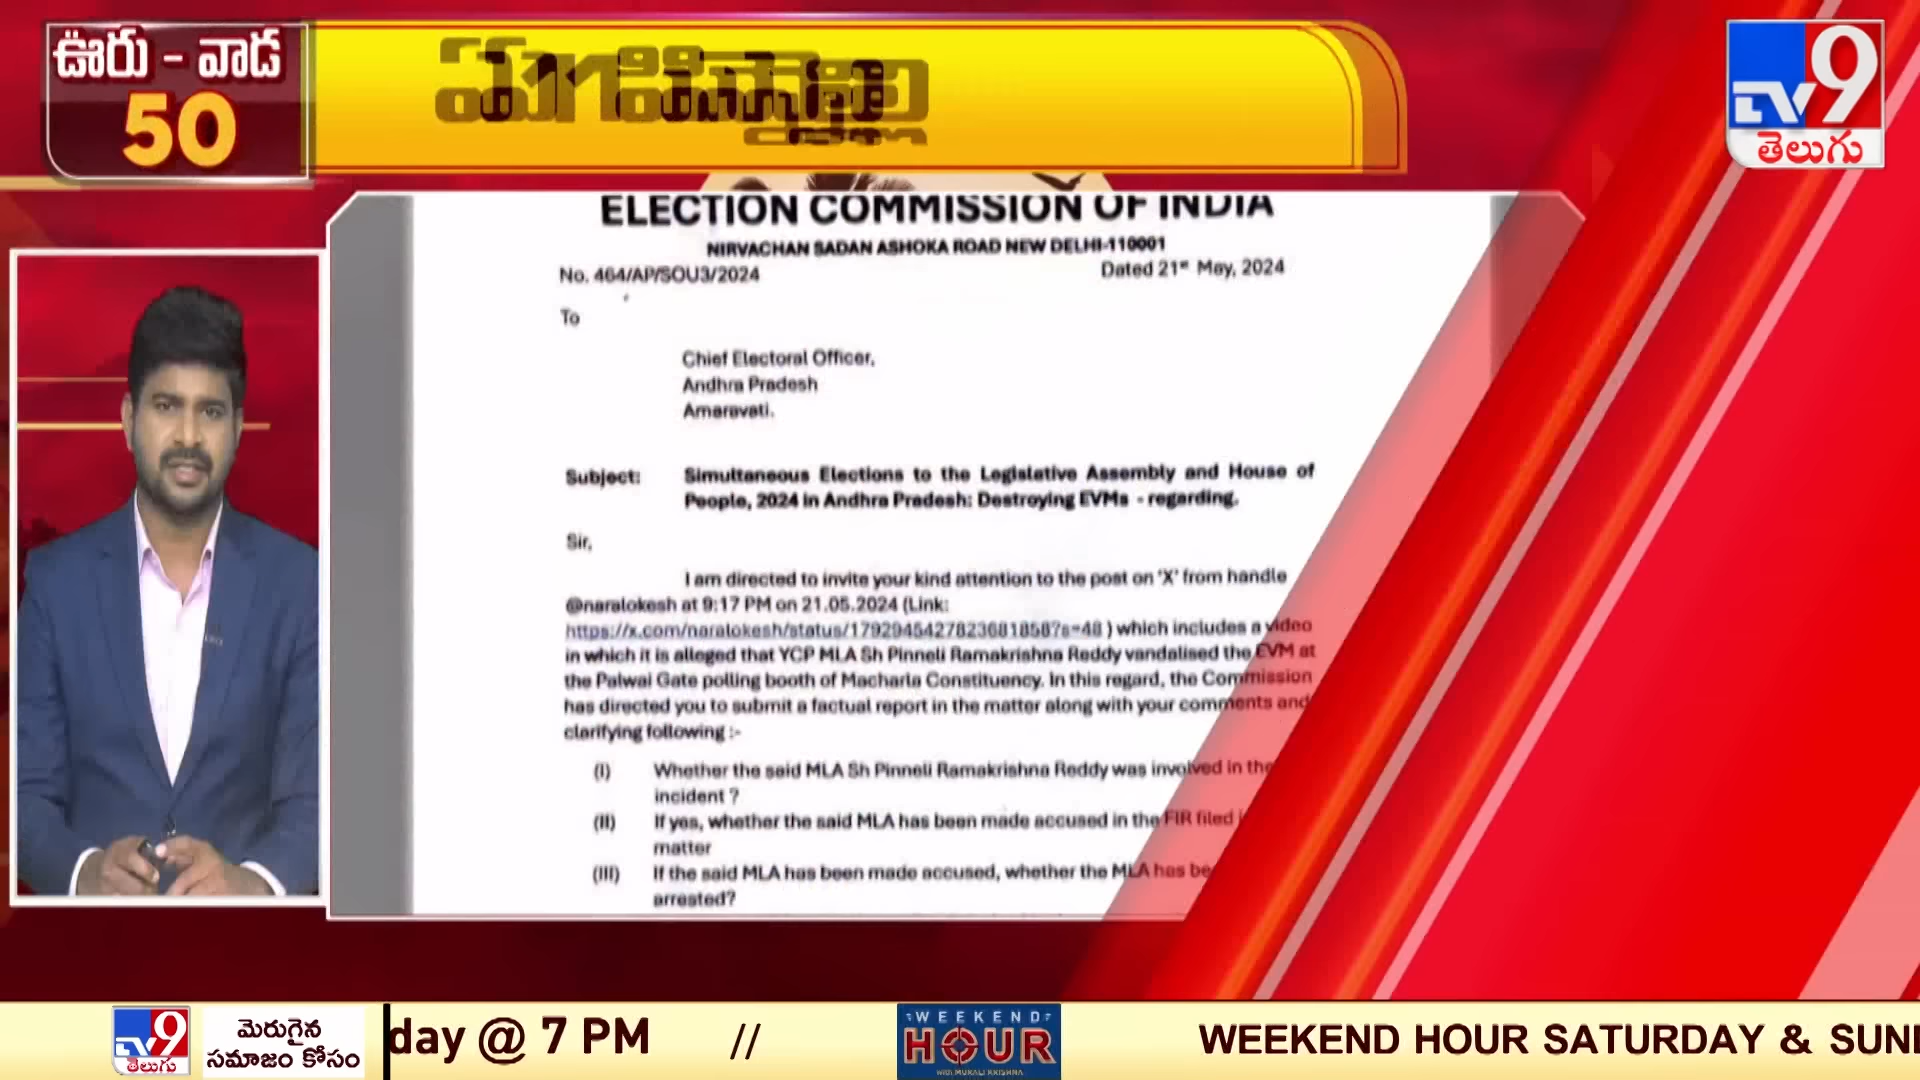 ఊరు - వాడ
50
TV9
తెలుగు
ELECTION COMMISSION OF INDIA
NIRVACHAN SADAN ASHOKA ROAD NEW DELHI-110001
No. 464/AP/SOU3/2024
Dated 21st May, 2024
To
Chief Electoral Officer,
Andhra Pradesh
Amaravati.
Subject: Simultaneous Elections to the Legislative Assembly and House of
People, 2024 in Andhra Pradesh: Destroying EVMs - regarding.
Sir,
I am directed to invite your kind attention to the post on 'X' from handle
@naralokesh at 9:17 PM on 21.05.2024 (Link:
https://x.com/naralokesh/status/1792945427823681858?s=48 ) which includes a video
in which it is alleged that YCP MLA Sh Pinneli Ramakrishna Reddy vandalised the EVM at
the Palwai Gate polling booth of Macharla Constituency. In this regard, the Commission
has directed you to submit a factual report in the matter along with your comments and
clarifying following :-
(I) Whether the said MLA Sh Pinneli Ramakrishna Reddy was involved in the
incident ?
(II) If yes, whether the said MLA has been made accused in the FIR filed
matter
(III) If the said MLA has been made accused, whether the MLA has be
arrested?
TV9
తెలుగు
మెరుగైన
సమాజం కోసం
day @ 7 PM // WEEKEND HOUR SATURDAY & SUN
WEEKEND
HOUR
WITH MURALI KRISHNA